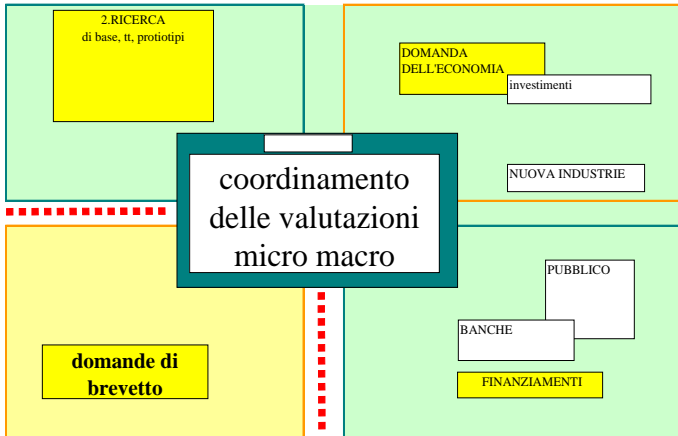 2.RICERCA
di base, tt, protiotipi
DOMANDA
DELL'ECONOMIA
investimenti
NUOVA INDUSTRIE
coordinamento
delle valutazioni
micro macro
PUBBLICO
BANCHE
FINANZIAMENTI
domande di
brevetto